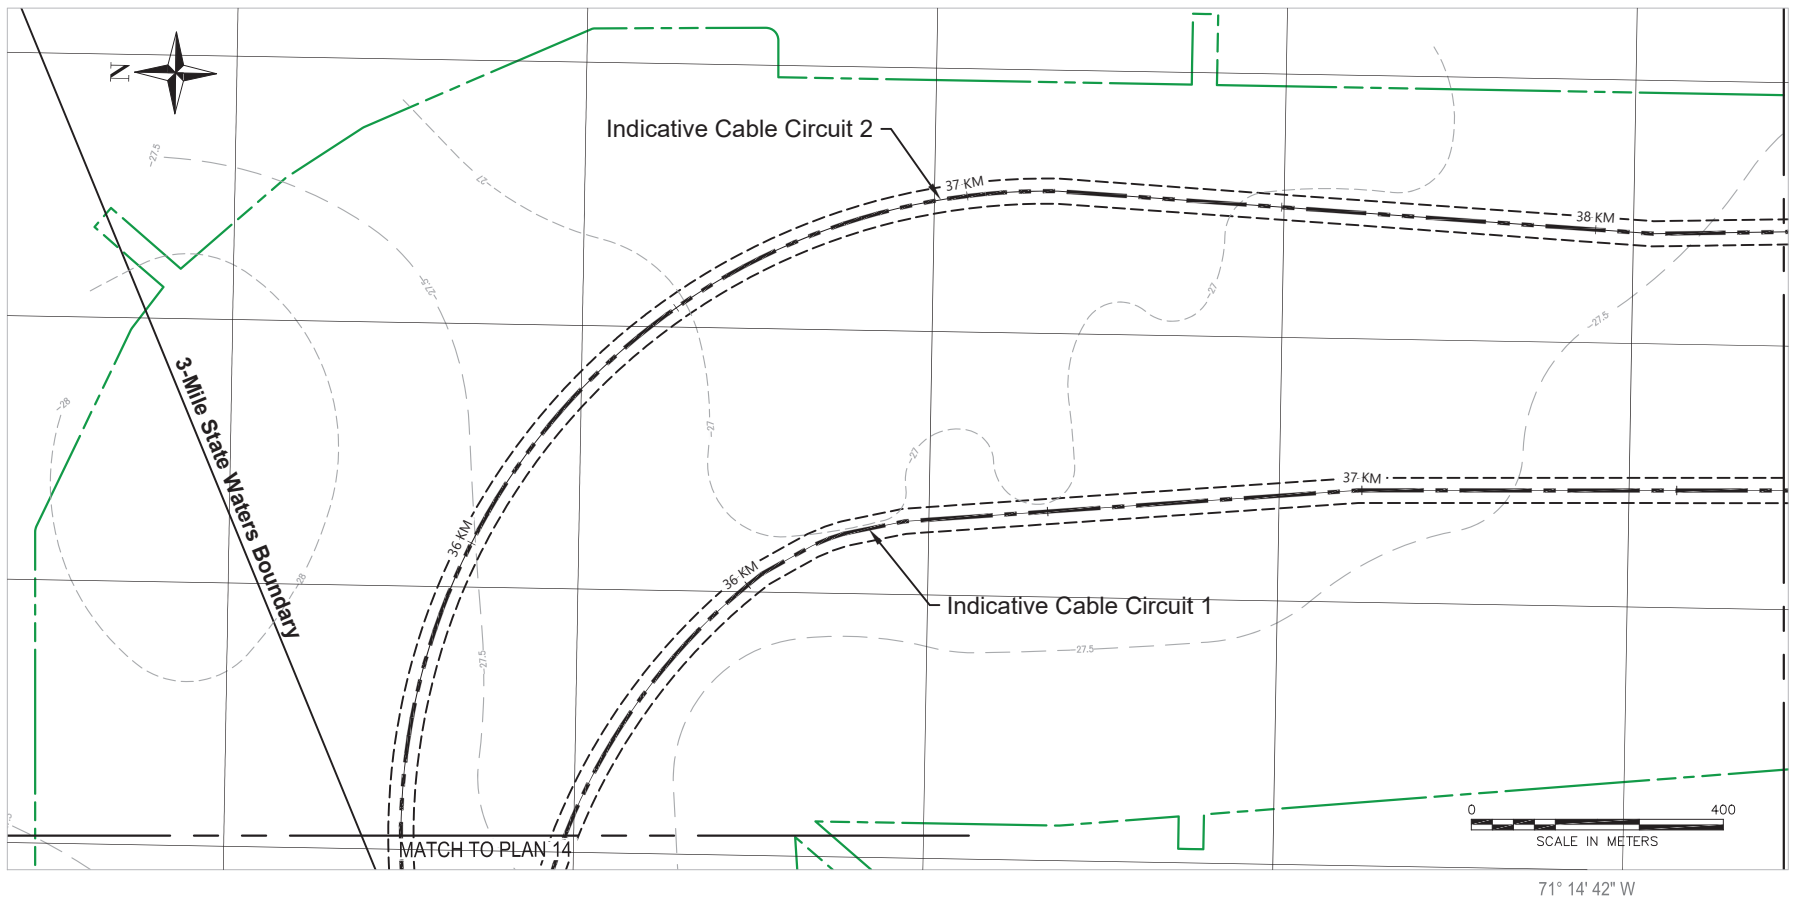 N
Indicative Cable Circuit 2
-27.5
-27
37 KM
38 KM
-27.5
-27
-27.5
3-Mile State Waters Boundary
-28
-27
-27
37 KM
36 KM
-28
36 KM
Indicative Cable Circuit 1
-27.5
-27.5
0 400
SCALE IN METERS
MATCH TO PLAN 14
71° 14' 42" W